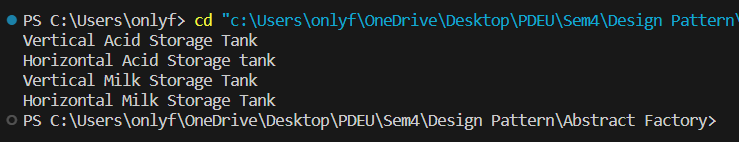 PS C:\Users\onlyf> cd "c:\Users\onlyf\OneDrive\Desktop\PDEU\Sem4\Design Pattern\
Vertical Acid Storage Tank
Horizontal Acid Storage tank
Vertical Milk Storage Tank
Horizontal Milk Storage Tank
PS C:\Users\onlyf\OneDrive\Desktop\PDEU\Sem4\Design Pattern\Abstract Factory>